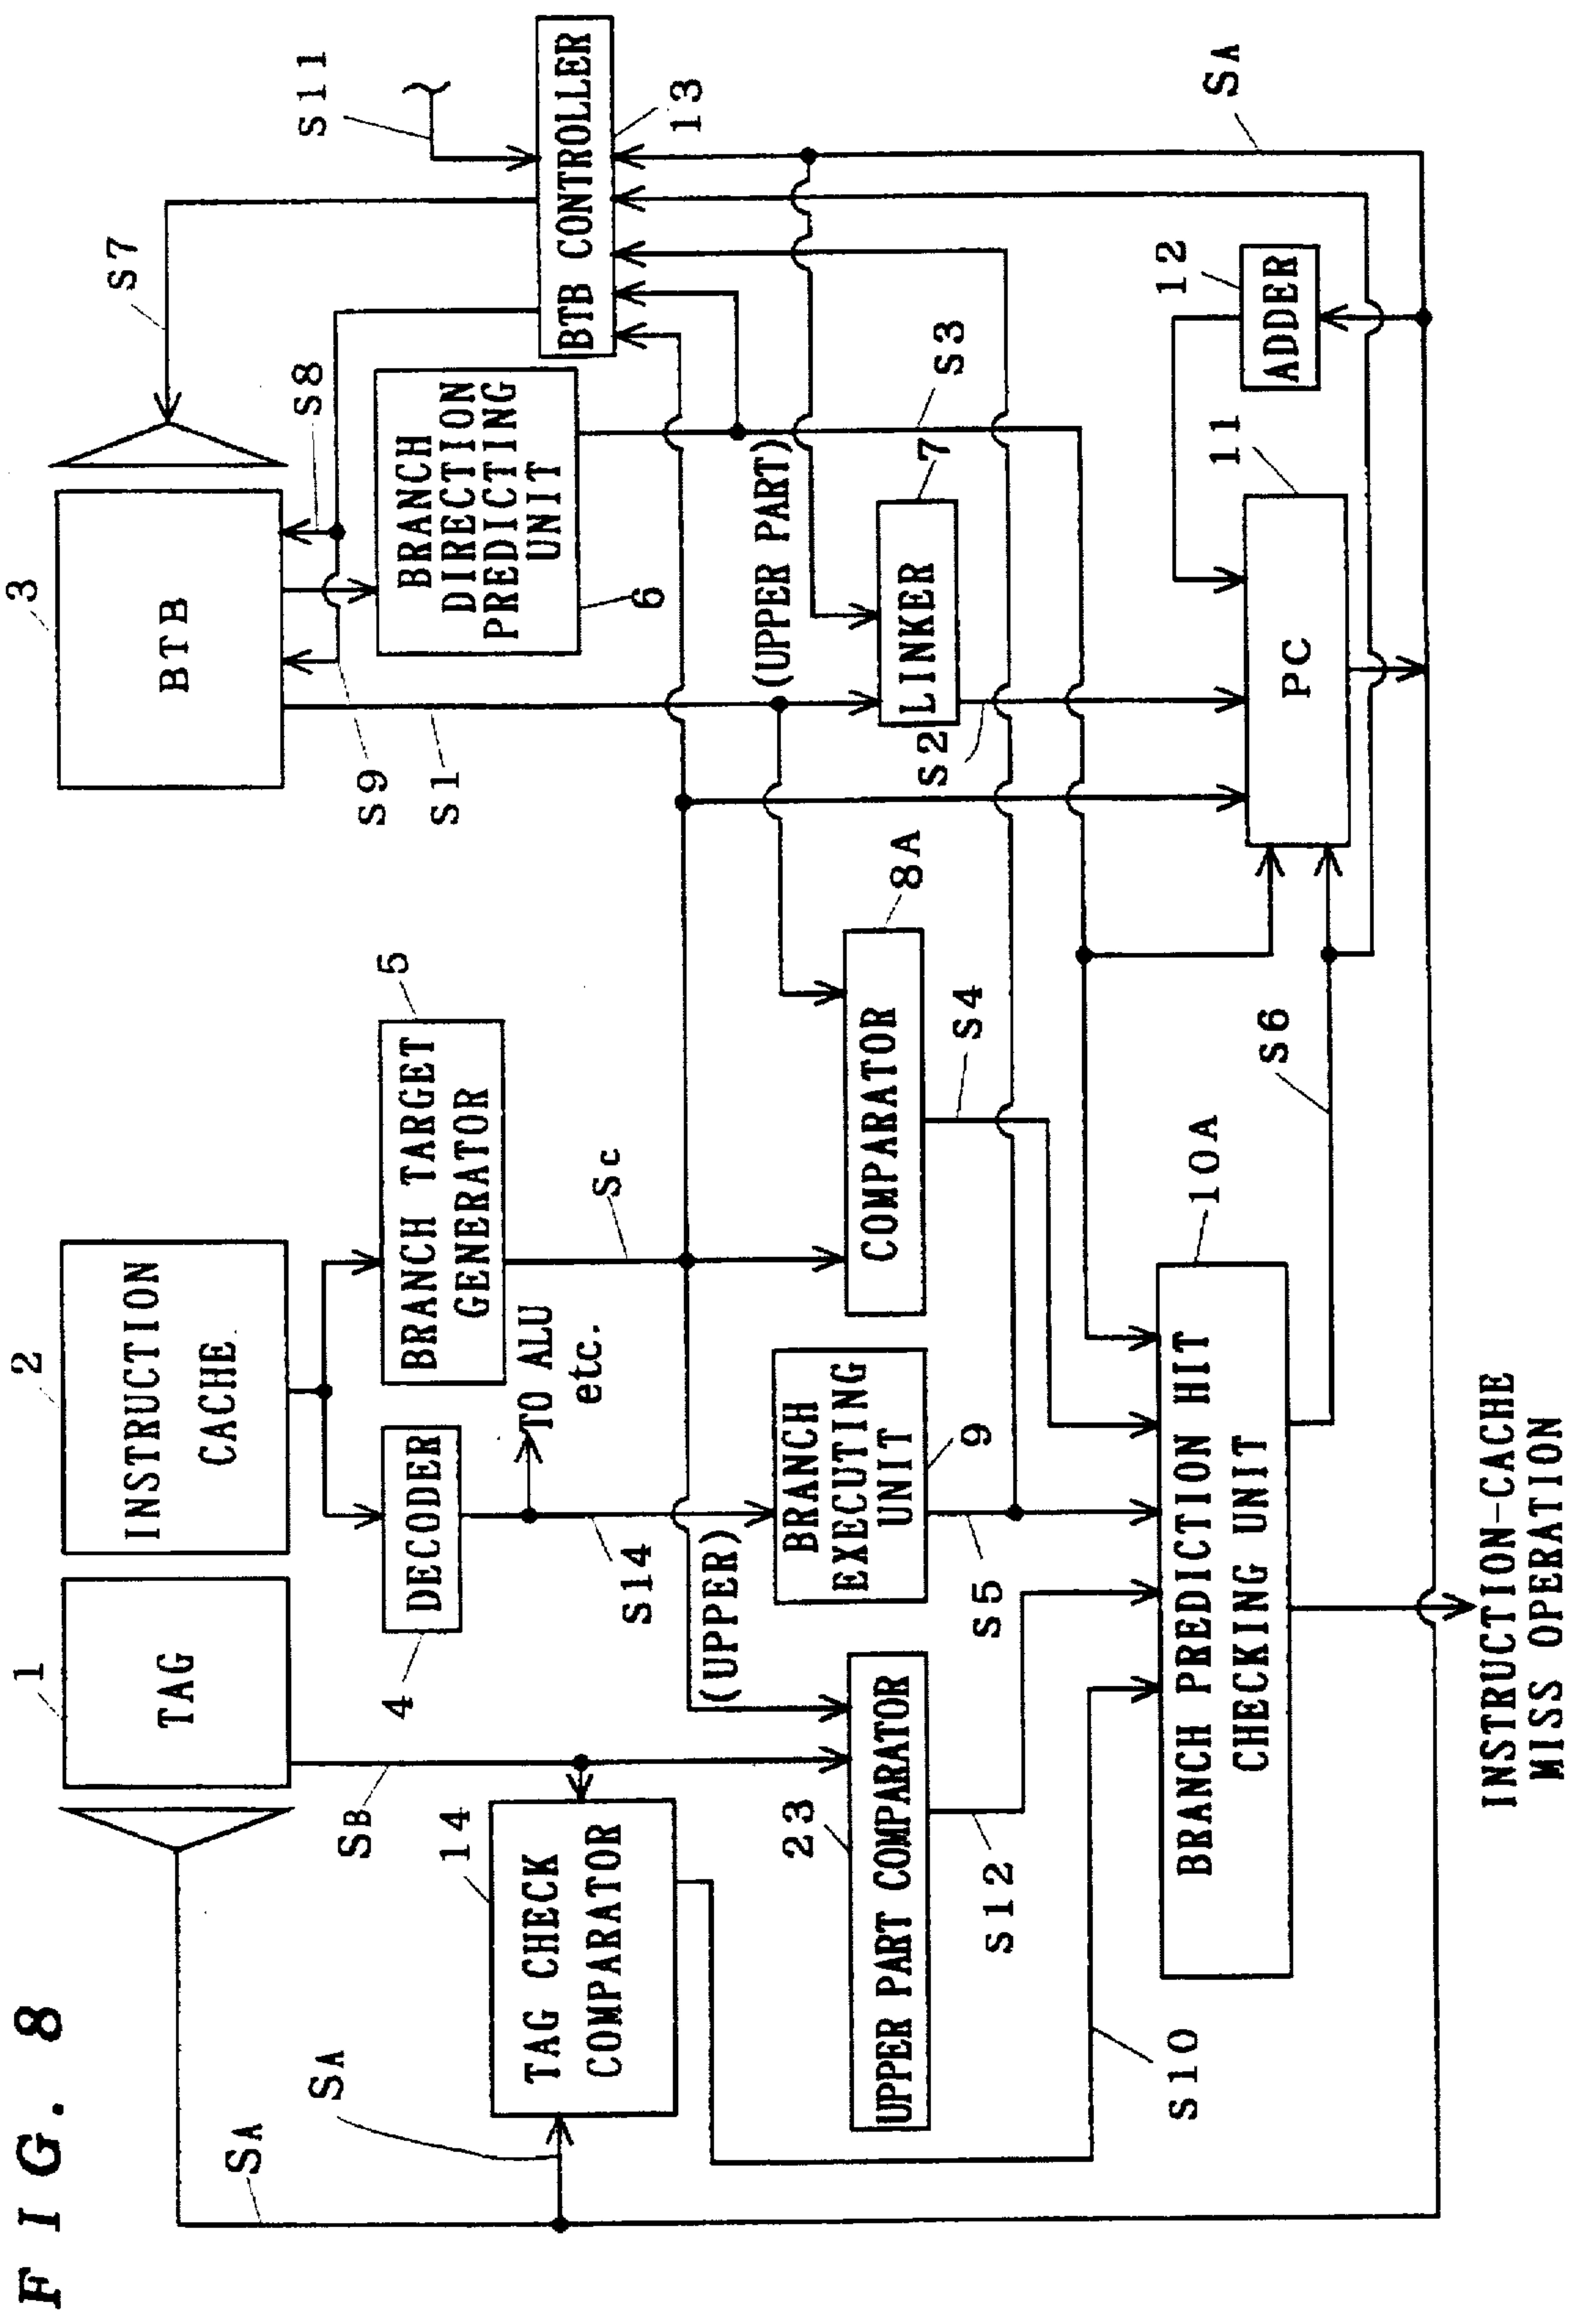 FIG. 8
1
TAG
2
INSTRUCTION
CACHE
3
BTB
S7
S11
SA
SB
SA
14
TAG CHECK
COMPARATOR
4
DECODER
S14
TO ALU
etc.
5
BRANCH TARGET
GENERATOR
Sc
S9
S1
S8
BRANCH
DIRECTION
PREDICTING
UNIT
6
BTB CONTROLLER
13
(UPPER)
(UPPER PART)
23
UPPER PART COMPARATOR
S12
BRANCH
EXECUTING
UNIT
9
S5
COMPARATOR
8A
S4
LINKER
7
S2
S3
S10
BRANCH PREDICTION HIT
CHECKING UNIT
10A
S6
PC
11
ADDER
12
SA
INSTRUCTION-CACHE
MISS OPERATION